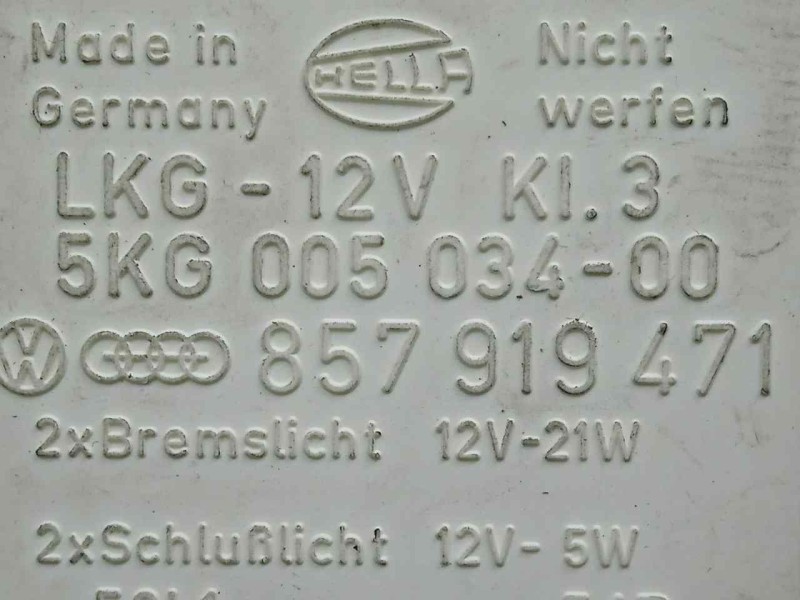 Made in
Germany
HELLA
Nicht
werfen
LKG - 12V Kl. 3
5KG 005 034-00
VW 857 919 471
2xBremslicht 12V-21W
2xSchlußlicht 12V- 5W